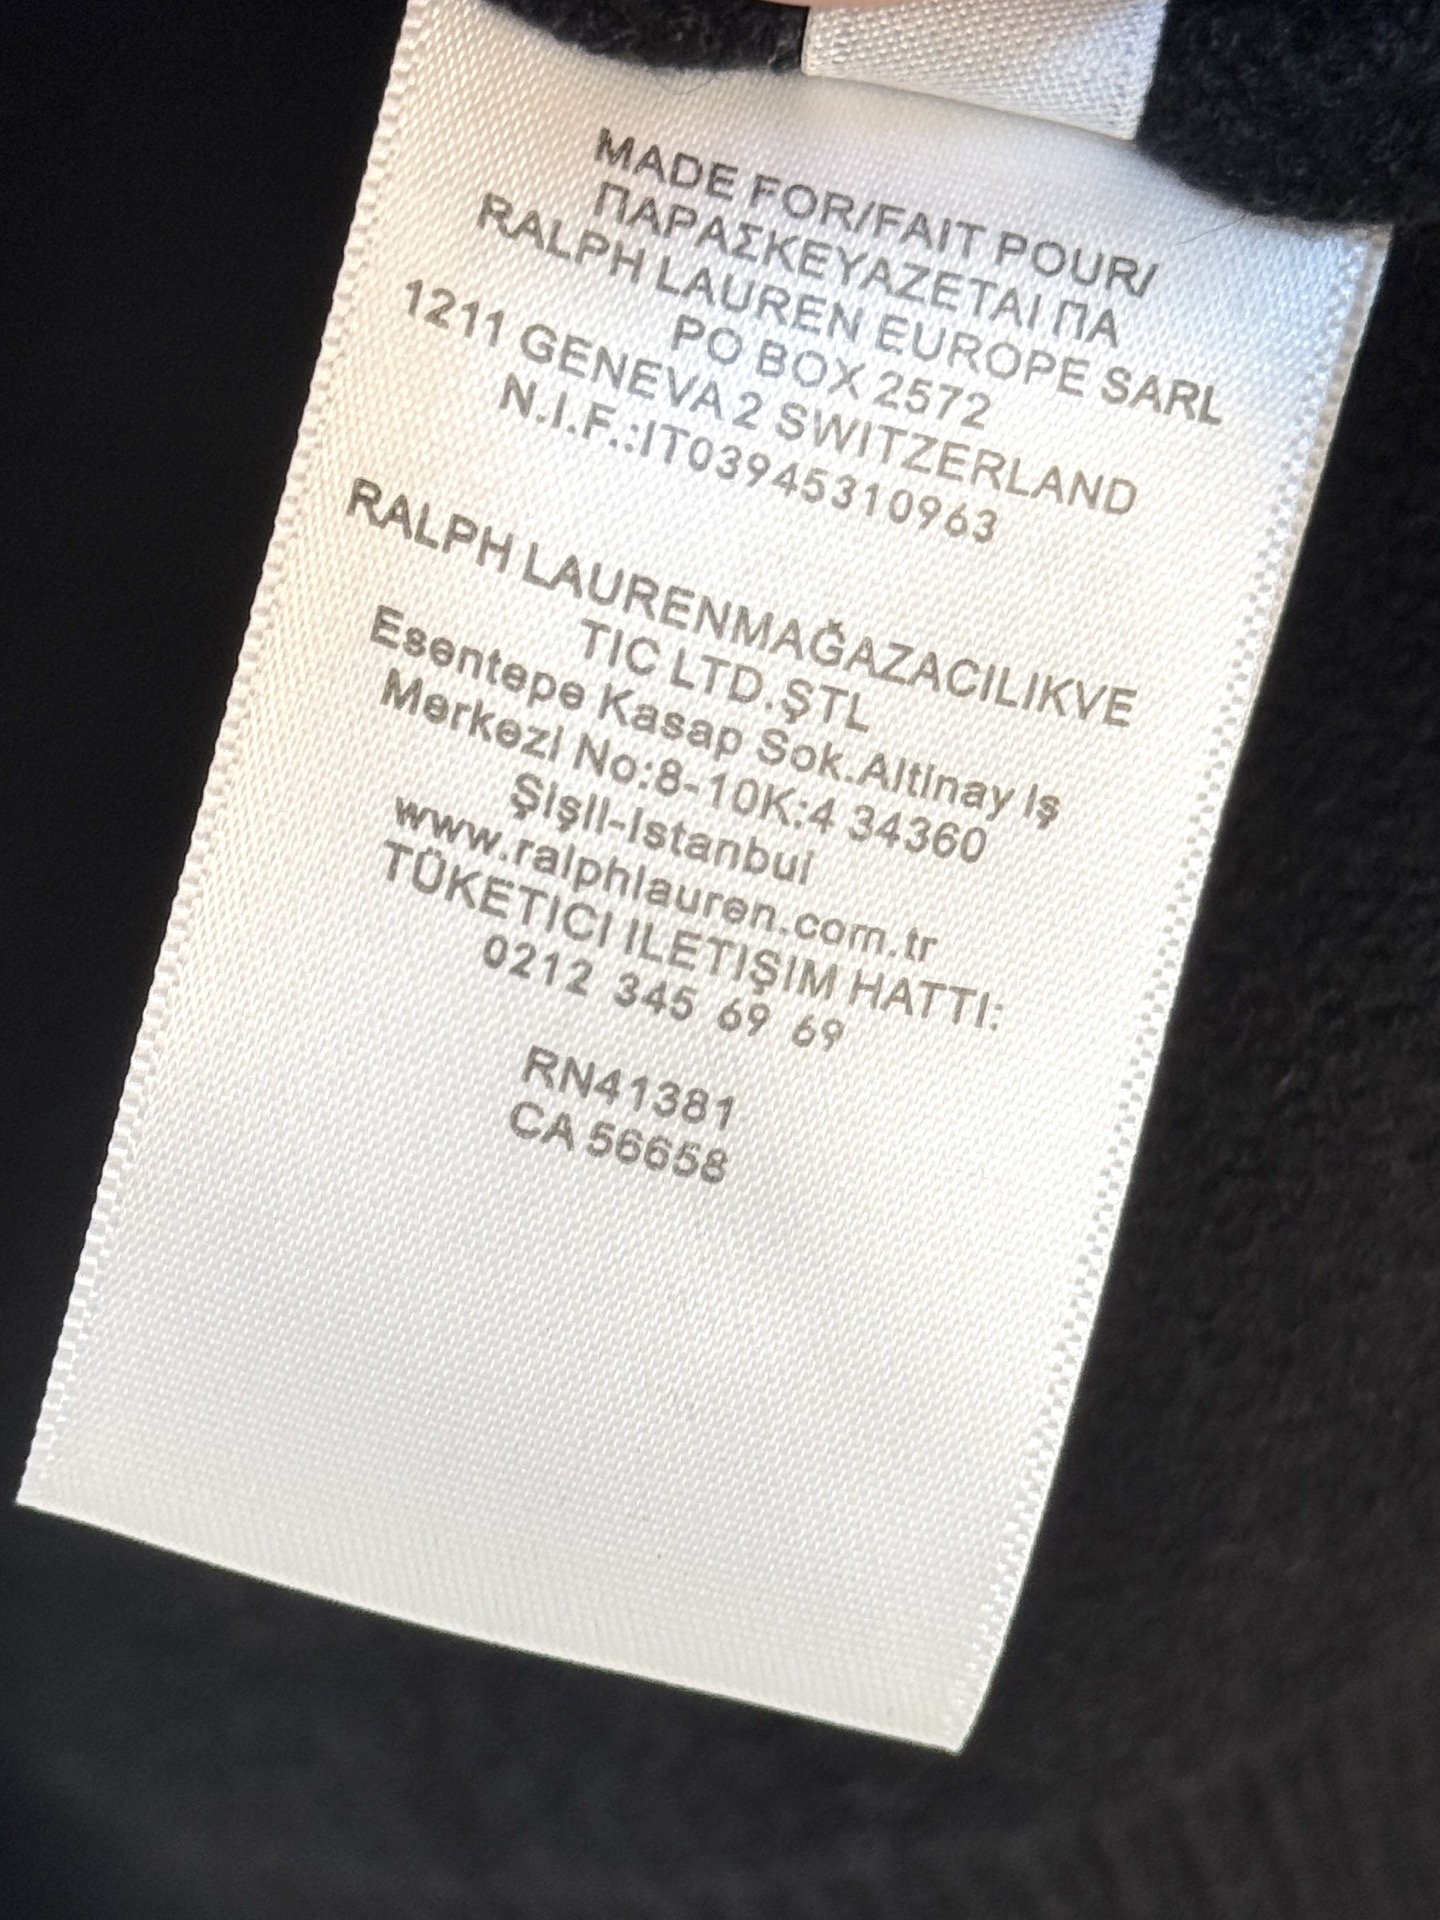 MADE FOR/FAIT POUR/
ΠΑΡΑΣΚΕΥΑΖΕΤΑΙ ΠΑ
RALPH LAUREN EUROPE SARL
PO BOX 2572
1211 GENEVA 2 SWITZERLAND
N.I.F.:IT03945310963
RALPH LAURENMAĞAZACILIKVE
TIC LTD.ŞTL
Esentepe Kasap Sok.Altinay Iş
Merkezi No:8-10K:4 34360
Şişli-Istanbul
www.ralphlauren.com.tr
TÜKETICI ILETIŞIM HATTI:
0212 345 69 69
RN41381
CA 56658